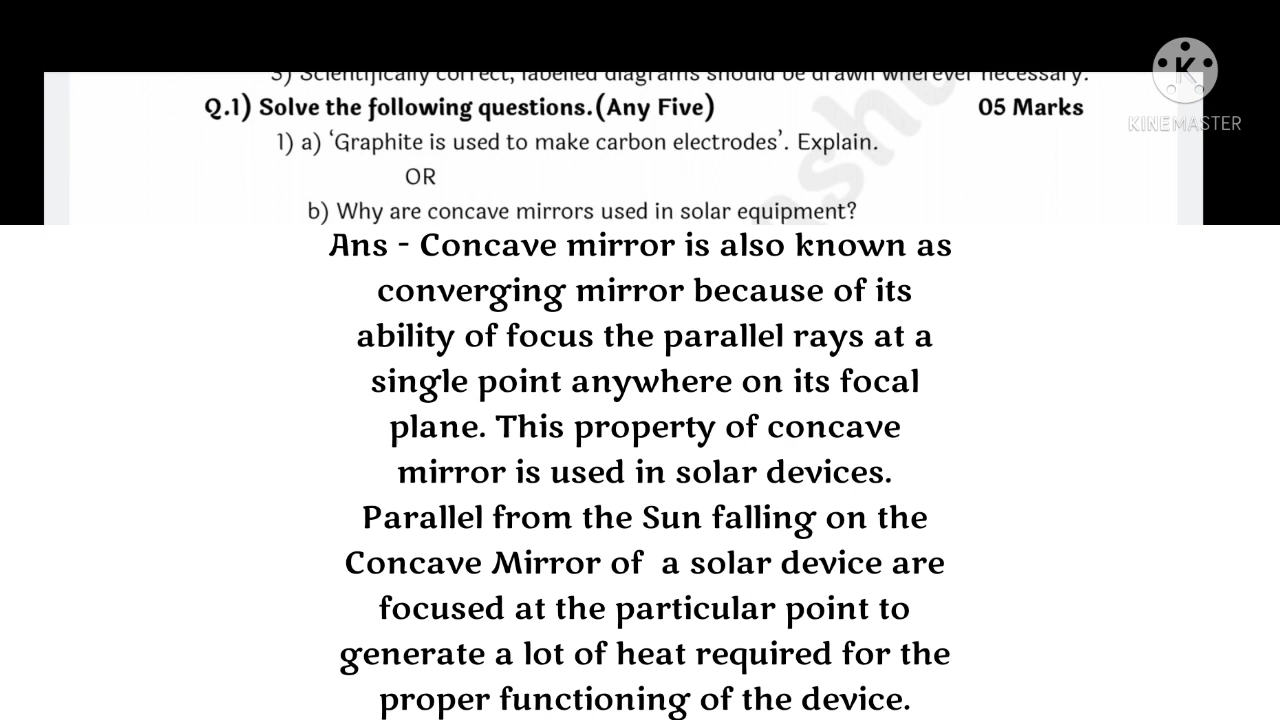 3) Scientifically correct, labelled diagrams should be drawn wherever necessary.
Q.1) Solve the following questions.(Any Five) 05 Marks
1) a) ‘Graphite is used to make carbon electrodes’. Explain.
OR
b) Why are concave mirrors used in solar equipment?
Ans - Concave mirror is also known as
converging mirror because of its
ability of focus the parallel rays at a
single point anywhere on its focal
plane. This property of concave
mirror is used in solar devices.
Parallel from the Sun falling on the
Concave Mirror of a solar device are
focused at the particular point to
generate a lot of heat required for the
proper functioning of the device.
K
KINEMASTER